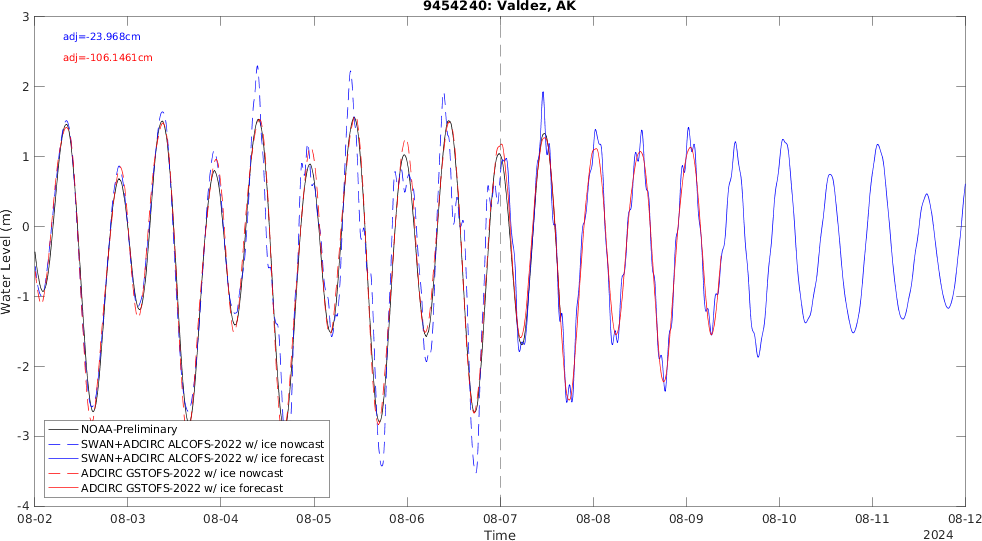 9454240: Valdez, AK
adj=-23.968cm
adj=-106.1461cm
3
2
1
0
-1
-2
-3
-4
Water Level (m)
NOAA-Preliminary
SWAN+ADCIRC ALCOFS-2022 w/ ice nowcast
SWAN+ADCIRC ALCOFS-2022 w/ ice forecast
ADCIRC GSTOFS-2022 w/ ice nowcast
ADCIRC GSTOFS-2022 w/ ice forecast
08-02 08-03 08-04 08-05 08-06 08-07 08-08 08-09 08-10 08-11 08-12
Time
2024